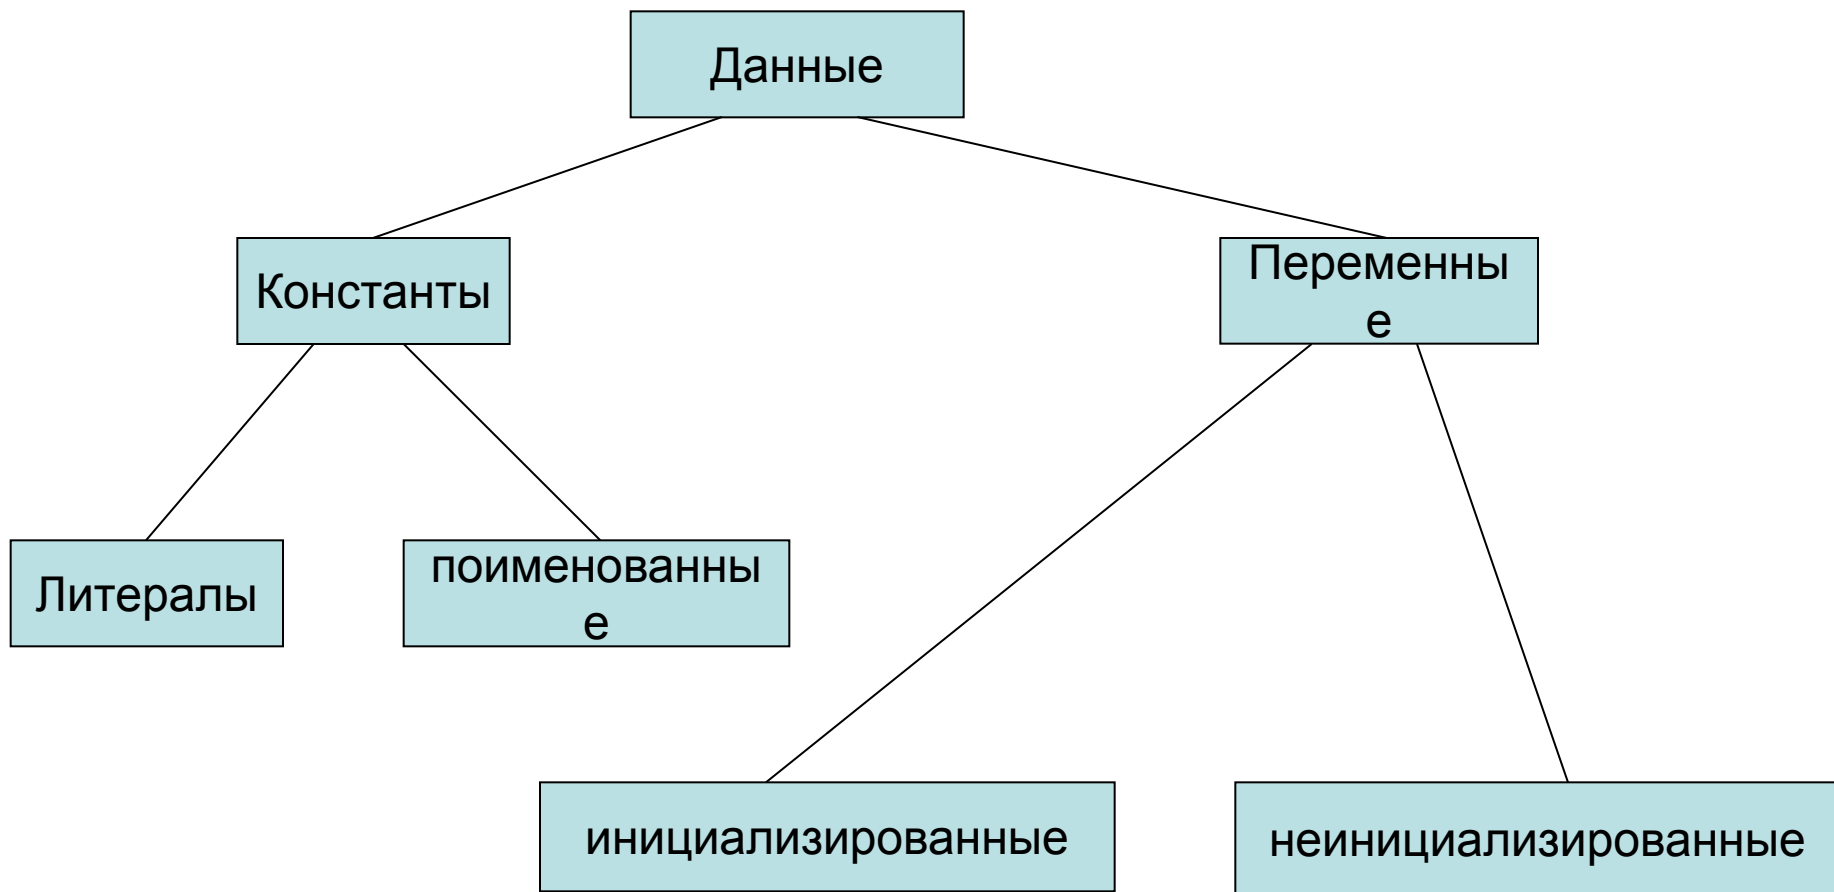 Данные
Константы
Переменны
е
Литералы
поименованны
е
инициализированные
неинициализированные